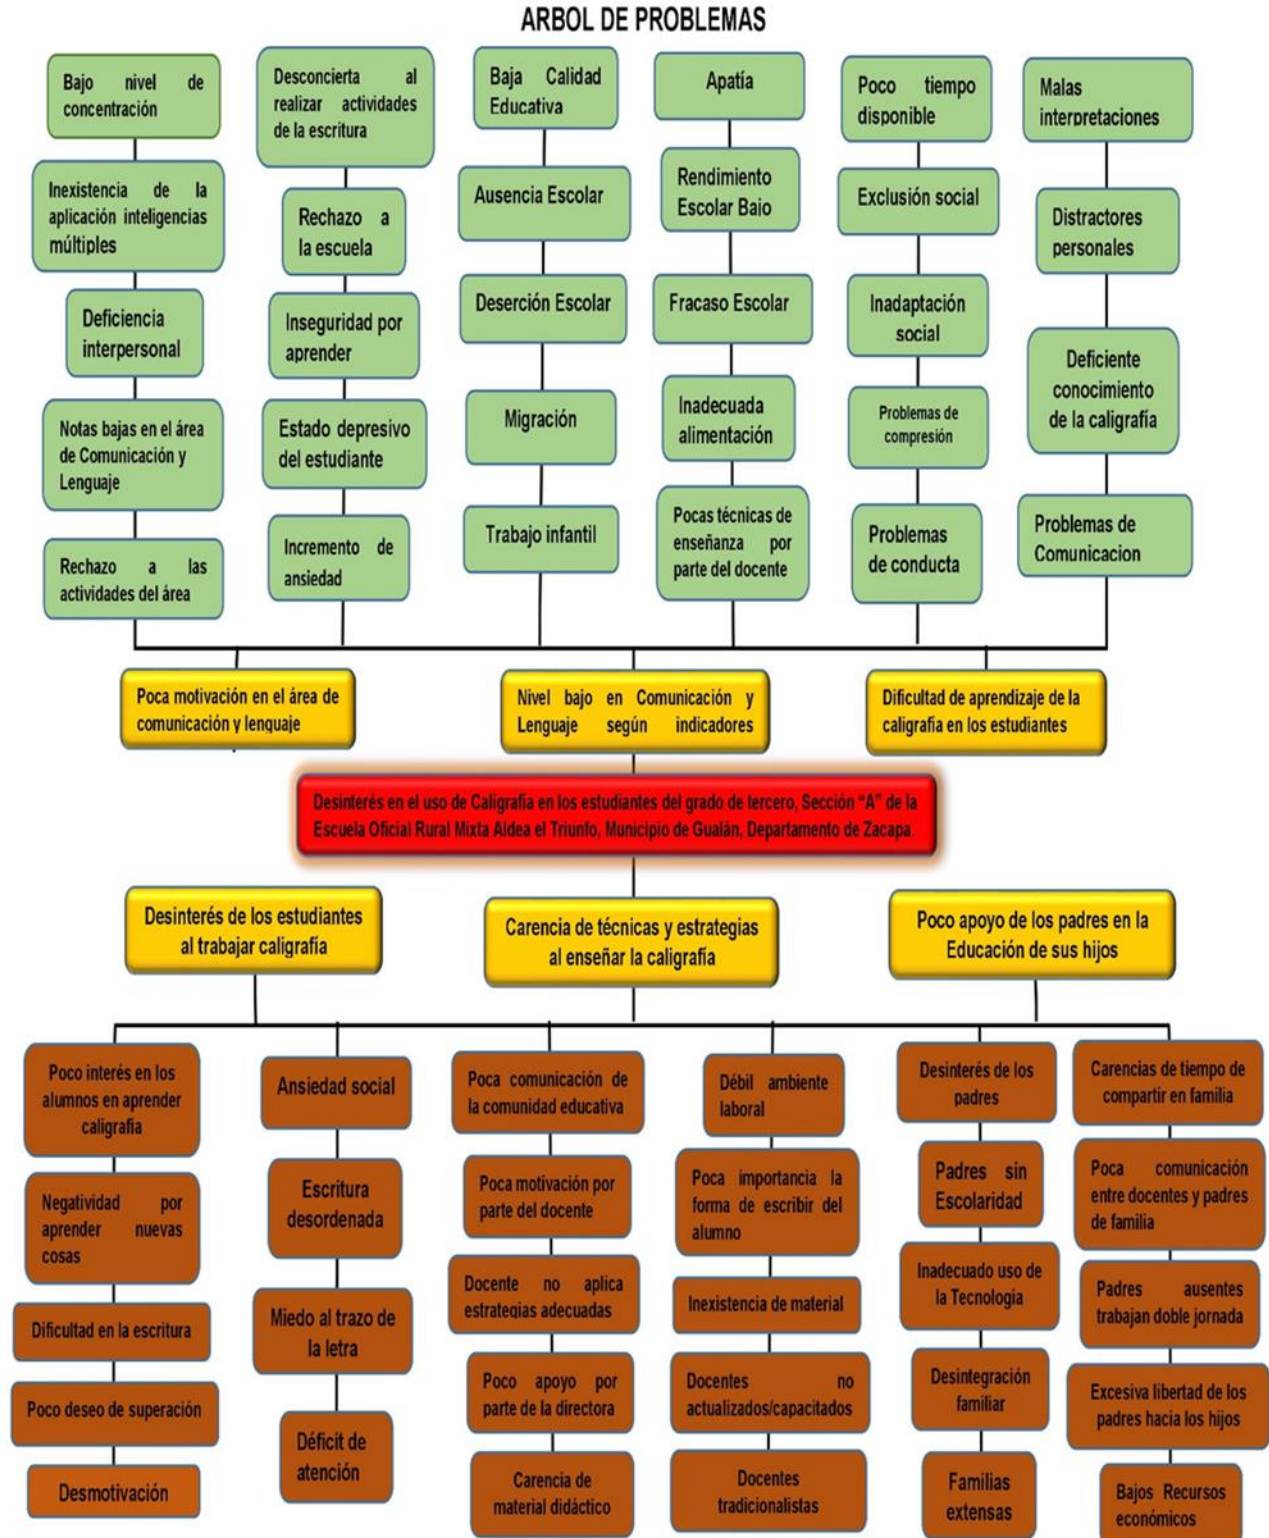 ARBOL DE PROBLEMAS
Bajo nivel de
concentración
Desconcierta al
realizar actividades
de la escritura
Baja Calidad
Educativa
Apatía
Poco tiempo
disponible
Malas
interpretaciones
Inexistencia de la
aplicación inteligencias
múltiples
Rechazo a
la escuela
Ausencia Escolar
Rendimiento
Escolar Baio
Exclusión social
Distractores
personales
Deficiencia
interpersonal
Inseguridad por
aprender
Deserción Escolar
Fracaso Escolar
Inadaptación
social
Deficiente
conocimiento
de la caligrafía
Notas bajas en el área
de Comunicación y
Lenguaje
Estado depresivo
del estudiante
Migración
Inadecuada
alimentación
Problemas de
compresión
Rechazo a las
actividades del área
Incremento de
ansiedad
Trabajo infantil
Pocas técnicas de
enseñanza por
parte del docente
Problemas
de conducta
Problemas de
Comunicacion
Poca motivación en el área de
comunicación y lenguaje
Nivel bajo en Comunicación y
Lenguaje según indicadores
Dificultad de aprendizaje de la
caligrafía en los estudiantes
Desinterés en el uso de Caligrafía en los estudiantes del grado de tercero, Sección “A” de la
Escuela Oficial Rural Mixta Aldea el Triunfo, Municipio de Gualán, Departamento de Zacapa.
Desinterés de los estudiantes
al trabajar caligrafía
Carencia de técnicas y estrategias
al enseñar la caligrafía
Poco apoyo de los padres en la
Educación de sus hijos
Poco interés en los
alumnos en aprender
caligrafía
Ansiedad social
Poca comunicación de
la comunidad educativa
Débil ambiente
laboral
Desinterés de los
padres
Carencias de tiempo de
compartir en familia
Negatividad por
aprender nuevas
cosas
Escritura
desordenada
Poca motivación por
parte del docente
Poca importancia la
forma de escribir del
alumno
Padres sin
Escolaridad
Poca comunicación
entre docentes y padres
de familia
Dificultad en la escritura
Miedo al trazo de
la letra
Docente no aplica
estrategias adecuadas
Inexistencia de material
Inadecuado uso de
la Tecnología
Padres ausentes
trabajan doble jornada
Poco deseo de superación
Déficit de
atención
Poco apoyo por
parte de la directora
Docentes no
actualizados/capacitados
Desintegración
familiar
Excesiva libertad de los
padres hacia los hijos
Desmotivación
Carencia de
material didáctico
Docentes
tradicionalistas
Familias
extensas
Bajos Recursos
económicos